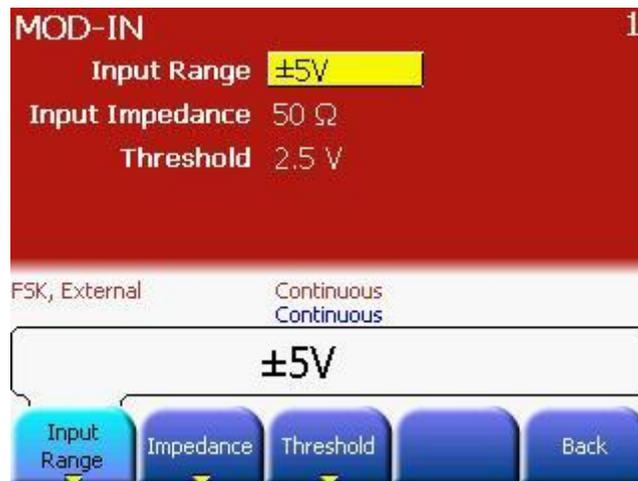 MOD-IN 1
Input Range ±5V
Input Impedance 50 Ω
Threshold 2.5 V
FSK, External Continuous
Continuous
±5V
Input Range Impedance Threshold Back